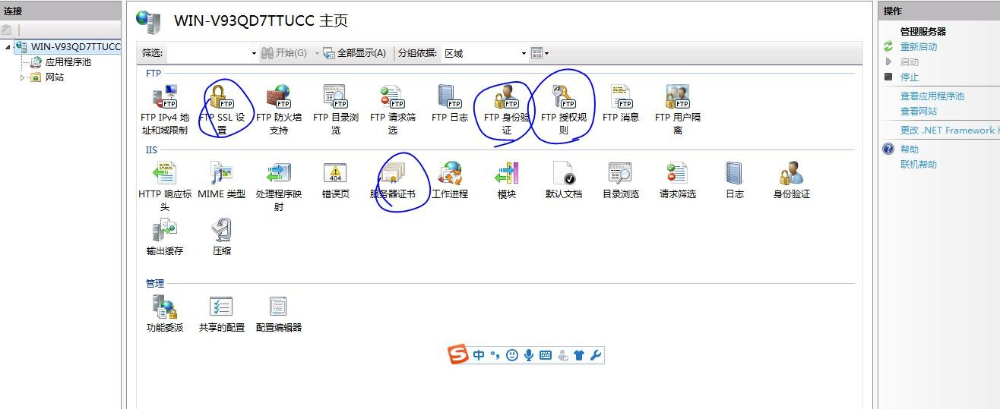 连接
WIN-V93QD7TTUCC
应用程序池
网站
WIN-V93QD7TTUCC 主页
筛选:
开始(G)
全部显示(A)
分组依据:
区域
FTP
FTP IPv4 地
址和域限制
FTP SSL 设
置
FTP 防火墙
支持
FTP 目录浏
览
FTP 请求筛
选
FTP 日志
FTP 身份验
证
FTP 授权规
则
FTP 消息
FTP 用户隔
离
IIS
HTTP 响应标
头
MIME 类型
处理程序映
射
404
错误页
服务器证书
工作进程
模块
默认文档
目录浏览
请求筛选
日志
身份验证
输出缓存
压缩
管理
功能委派
共享的配置
配置编辑器
中
操作
管理服务器
重新启动
启动
停止
查看应用程序池
查看网站
更改 .NET Framework
帮助
联机帮助